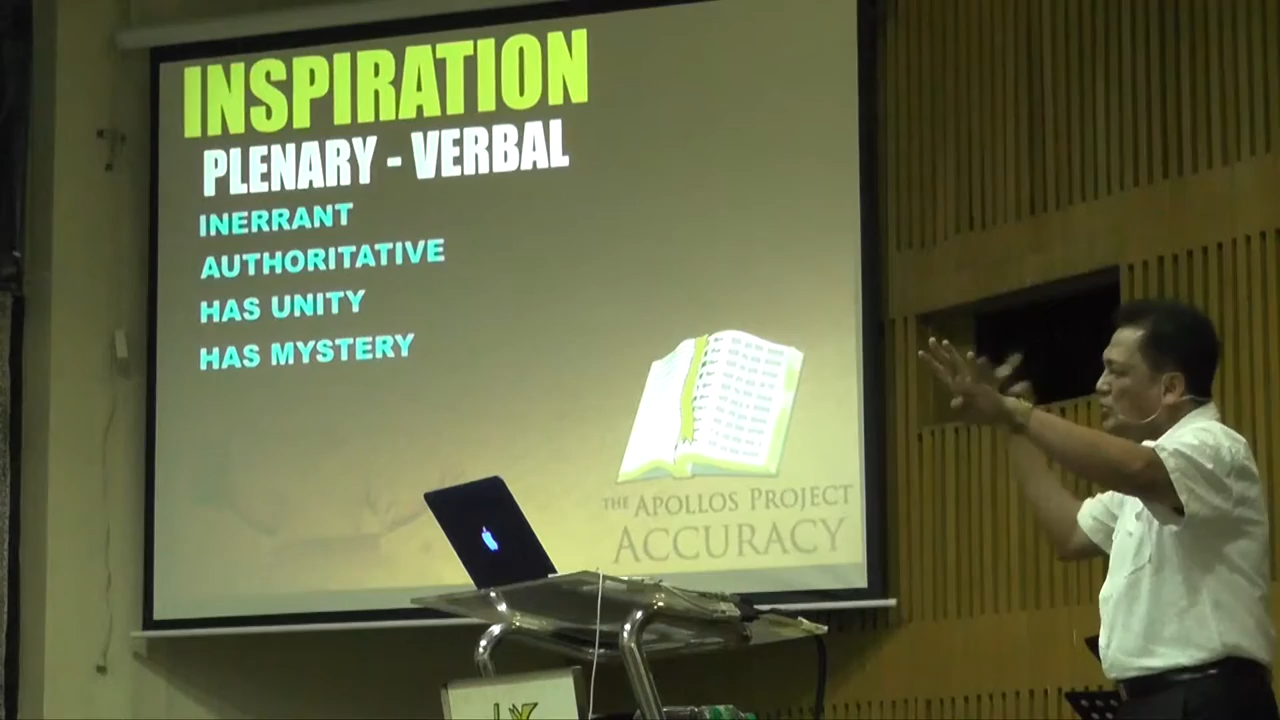 INSPIRATION
PLENARY - VERBAL
INERRANT
AUTHORITATIVE
HAS UNITY
HAS MYSTERY
THE APOLLOS PROJECT
ACCURACY